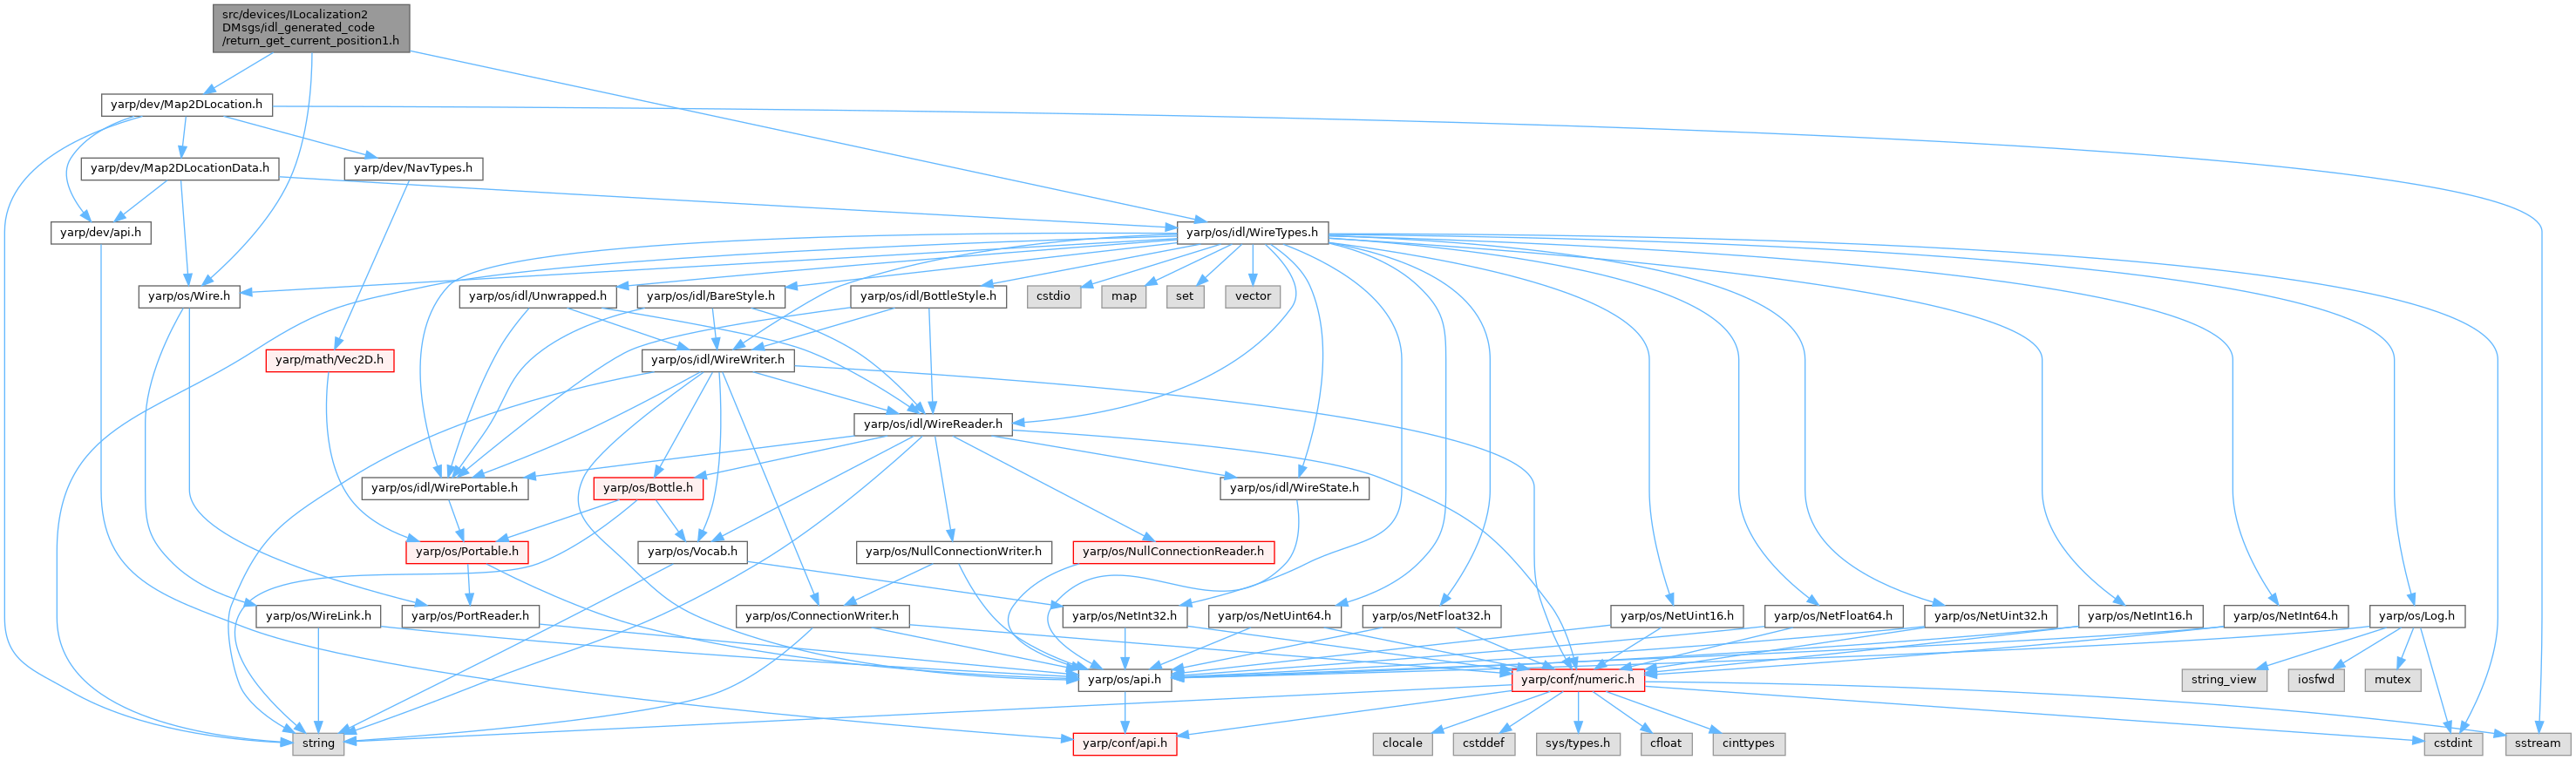 src/devices/ILocalization2
DMsgs/idl_generated_code
/return_get_current_position1.h
yarp/dev/Map2DLocation.h
yarp/dev/Map2DLocationData.h
yarp/dev/NavTypes.h
yarp/dev/api.h
yarp/os/idl/WireTypes.h
yarp/os/Wire.h
yarp/os/idl/Unwrapped.h
yarp/os/idl/BareStyle.h
yarp/os/idl/BottleStyle.h
cstdio
map
set
vector
yarp/math/Vec2D.h
yarp/os/idl/WireWriter.h
yarp/os/idl/WireReader.h
yarp/os/idl/WirePortable.h
yarp/os/Bottle.h
yarp/os/idl/WireState.h
yarp/os/Portable.h
yarp/os/Vocab.h
yarp/os/NullConnectionWriter.h
yarp/os/NullConnectionReader.h
yarp/os/WireLink.h
yarp/os/PortReader.h
yarp/os/ConnectionWriter.h
yarp/os/NetInt32.h
yarp/os/NetUint64.h
yarp/os/NetFloat32.h
yarp/os/NetUint16.h
yarp/os/NetFloat64.h
yarp/os/NetUint32.h
yarp/os/NetInt16.h
yarp/os/NetInt64.h
yarp/os/Log.h
yarp/os/api.h
yarp/conf/numeric.h
string_view
iosfwd
mutex
string
yarp/conf/api.h
clocale
cstddef
sys/types.h
cfloat
cinttypes
cstdint
sstream